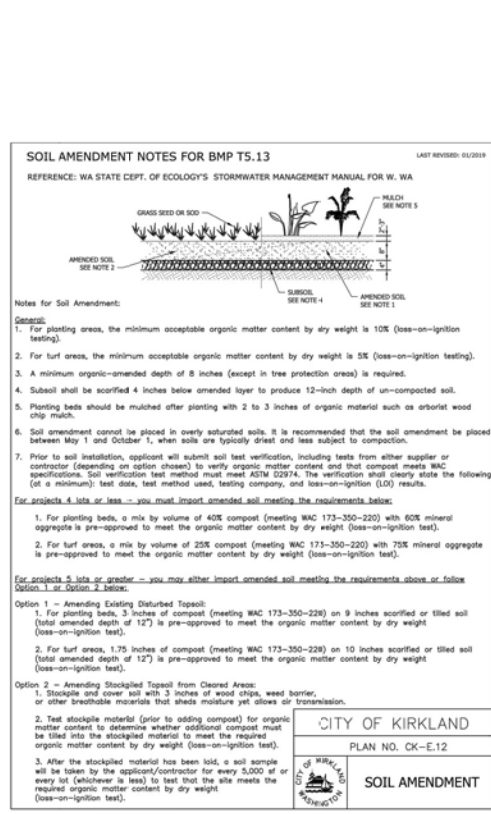 SOIL AMENDMENT NOTES FOR BMP T5.13
LAST REVISED: 01/2019
REFERENCE: WA STATE DEPT. OF ECOLOGY'S STORMWATER MANAGEMENT MANUAL FOR W. WA
MULCH
SEE NOTE 5
GRASS SEED OR SOD
AMENDED SOIL
SEE NOTE 2
SUBSOIL
SEE NOTE 4
AMENDED SOIL
SEE NOTE 1
Notes for Soil Amendment:
General:
1. For planting areas, the minimum acceptable organic matter content by dry weight is 10% (loss-on-ignition
testing).
2. For turf areas, the minimum acceptable organic matter content by dry weight is 5% (loss-on-ignition testing).
3. A minimum organic-amended depth of 8 inches (except in tree protection areas) is required.
4. Subsoil shall be scarified 4 inches below amended layer to produce 12-inch depth of un-compacted soil.
5. Planting beds should be mulched after planting with 2 to 3 inches of organic material such as arborist wood
chip mulch.
6. Soil amendment cannot be placed in overly saturated soils. It is recommended that the soil amendment be placed
between May 1 and October 1, when soils are typically driest and less subject to compaction.
7. Prior to soil installation, applicant will submit soil test verification, including tests from either supplier or
contractor (depending on option chosen) to verify organic matter content and that compost meets WAC
specifications. Soil verification test method must meet ASTM D2974. The verification shall clearly state the following
(at a minimum): test date, test method used, testing company, and loss-on-ignition (LOI) results.
For projects 4 lots or less – you must import amended soil meeting the requirements below:
1. For planting beds, a mix by volume of 40% compost (meeting WAC 173-350-220) with 60% mineral
aggregate is pre-approved to meet the organic matter content by dry weight (loss-on-ignition test).
2. For turf areas, a mix by volume of 25% compost (meeting WAC 173-350-220) with 75% mineral aggregate
is pre-approved to meet the organic matter content by dry weight (loss-on-ignition test).
For projects 5 lots or greater – you may either import amended soil meeting the requirements above or follow
Option 1 or Option 2 below:
Option 1 – Amending Existing Disturbed Topsoil:
1. For planting beds, 3 inches of compost (meeting WAC 173-350-220) on 9 inches scarified or tilled soil
(total amended depth of 12") is pre-approved to meet the organic matter content by dry weight
(loss-on-ignition test).
2. For turf areas, 1.75 inches of compost (meeting WAC 173-350-220) on 10 inches scarified or tilled soil
(total amended depth of 12") is pre-approved to meet the organic matter content by dry weight
(loss-on-ignition test).
Option 2 – Amending Stockpiled Topsoil from Cleared Areas:
1. Stockpile and cover soil with 3 inches of wood chips, weed barrier,
or other breathable materials that sheds moisture yet allows air transmission.
2. Test stockpile material (prior to adding compost) for organic
matter content to determine whether additional compost must
be tilled into the stockpiled material to meet the required
organic matter content by dry weight (loss-on-ignition test).
3. After the stockpiled material has been laid, a soil sample
will be taken by the applicant/contractor for every 5,000 sf or
every lot (whichever is less) to test that the site meets the
required organic matter content by dry weight
(loss-on-ignition test).
CITY OF KIRKLAND
PLAN NO. CK-E.12
CITY OF KIRKLAND
WASHINGTON
SOIL AMENDMENT